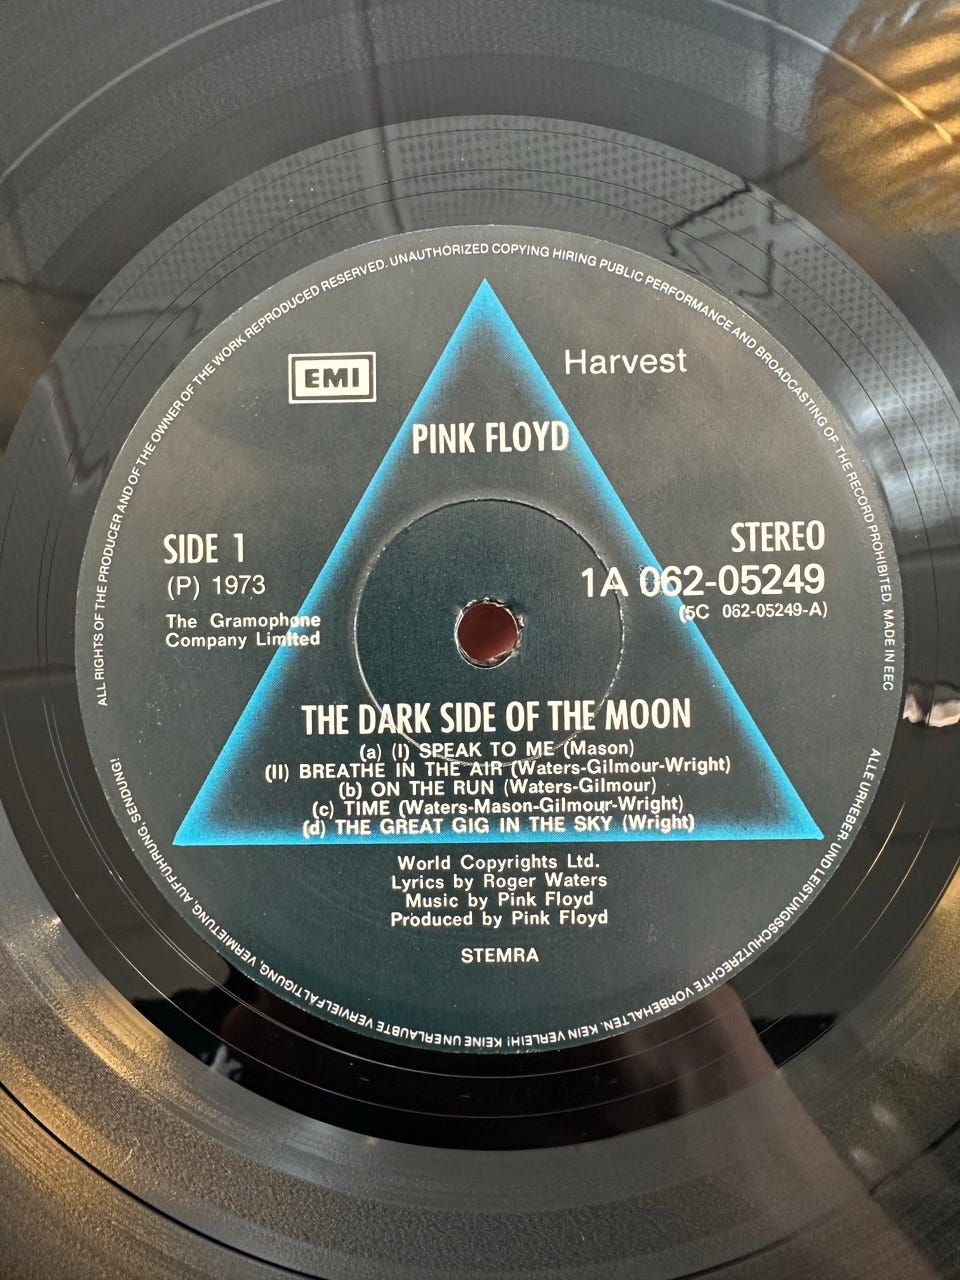 ALL RIGHTS OF THE PRODUCER AND OF THE OWNER OF THE WORK REPRODUCED RESERVED. UNAUTHORIZED COPYING HIRING PUBLIC PERFORMANCE AND BROADCASTING OF THE RECORD PROHIBITED. MADE IN EEC
EMI
Harvest
PINK FLOYD
SIDE 1
(P) 1973
The Gramophone
Company Limited
STEREO
1A 062-05249
(5C 062-05249-A)
THE DARK SIDE OF THE MOON
(a) (I) SPEAK TO ME (Mason)
(II) BREATHE IN THE AIR (Waters-Gilmour-Wright)
(b) ON THE RUN (Waters-Gilmour)
(c) TIME (Waters-Mason-Gilmour-Wright)
(d) THE GREAT GIG IN THE SKY (Wright)
World Copyrights Ltd.
Lyrics by Roger Waters
Music by Pink Floyd
Produced by Pink Floyd
STEMRA
ALLE URHEBER- UND LEISTUNGSSCHUTZRECHTE VORBEHALTEN. KEIN VERLEIH! KEINE UNERLAUBTE VERVIELFÄLTIGUNG, VERMIETUNG, AUFFÜHRUNG, SENDUNG!